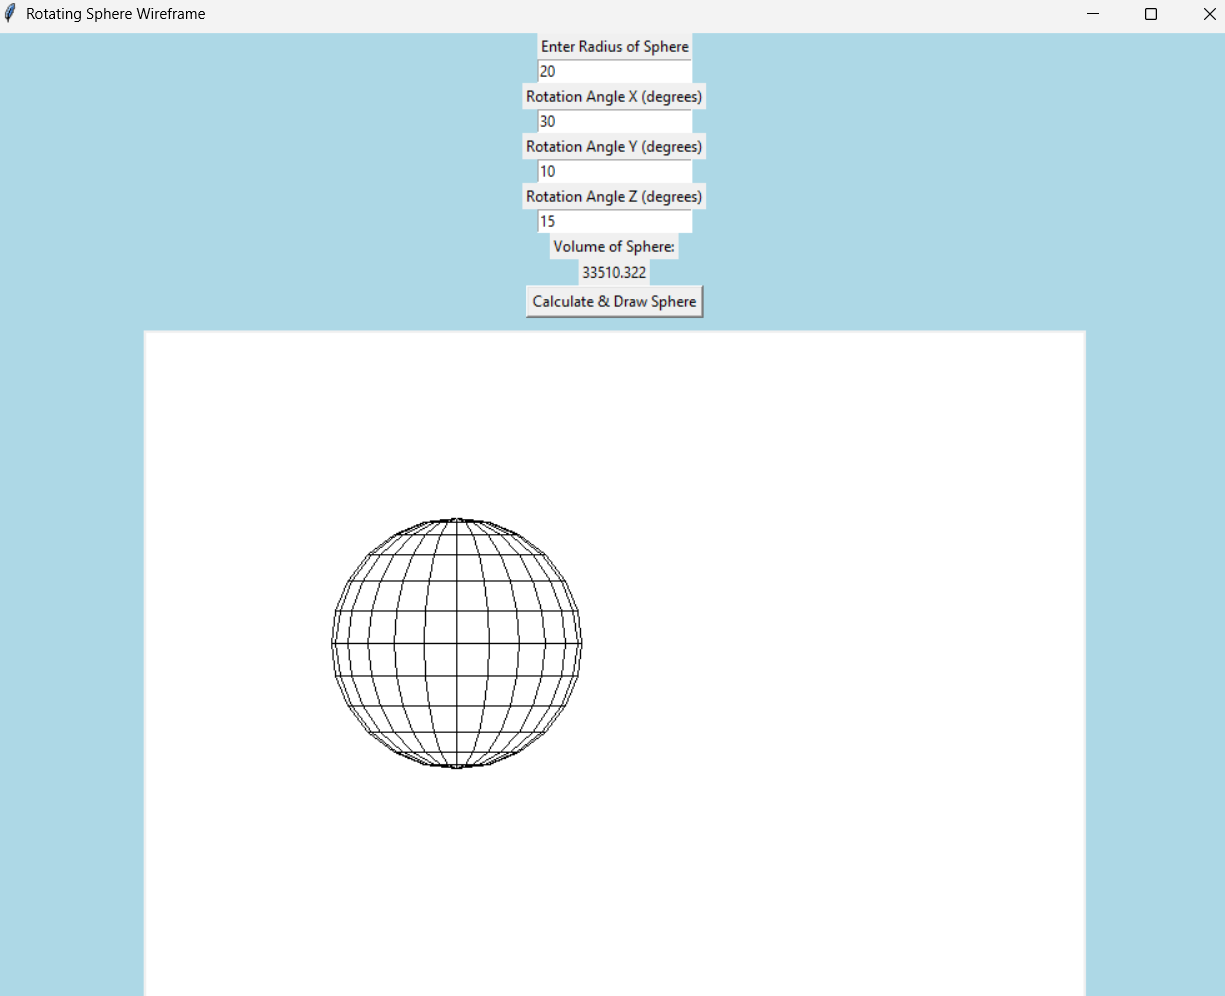 Rotating Sphere Wireframe
Enter Radius of Sphere
20
Rotation Angle X (degrees)
30
Rotation Angle Y (degrees)
10
Rotation Angle Z (degrees)
15
Volume of Sphere:
33510.322
Calculate & Draw Sphere